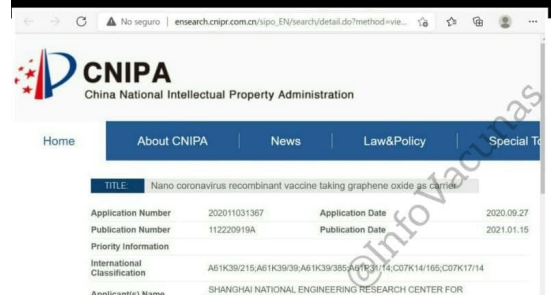 No seguro ensearch.cnipr.com.cn/sipo_EN/search/detail.do?method=vie...
CNIPA
China National Intellectual Property Administration
Home About CNIPA News Law&Policy Special To
TITLE: Nano coronavirus recombinant vaccine taking graphene oxide as carrier
Application Number 202011031367 Application Date 2020.09.27
Publication Number 112220919A Publication Date 2021.01.15
Priority Information
International
Classification A61K39/215;A61K39/39;A61K39/385;A61P31/14;C07K14/165;C07K17/14
Applicant(s) Name SHANGHAI NATIONAL ENGINEERING RESEARCH CENTER FOR
@InfoVacunas